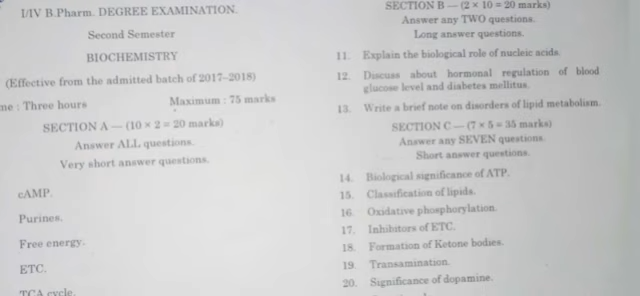 I/IV B.Pharm. DEGREE EXAMINATION.
Second Semester
BIOCHEMISTRY
(Effective from the admitted batch of 2017–2018)
me : Three hours Maximum : 75 marks
SECTION A — (10 × 2 = 20 marks)
Answer ALL questions.
Very short answer questions.
cAMP.
Purines.
Free energy.
ETC.
TCA cycle.
SECTION B — (2 × 10 = 20 marks)
Answer any TWO questions.
Long answer questions.
11. Explain the biological role of nucleic acids.
12. Discuss about hormonal regulation of blood
glucose level and diabetes mellitus.
13. Write a brief note on disorders of lipid metabolism.
SECTION C — (7 × 5 = 35 marks)
Answer any SEVEN questions.
Short answer questions.
14. Biological significance of ATP.
15. Classification of lipids.
16. Oxidative phosphorylation.
17. Inhibitors of ETC.
18. Formation of Ketone bodies.
19. Transamination.
20. Significance of dopamine.